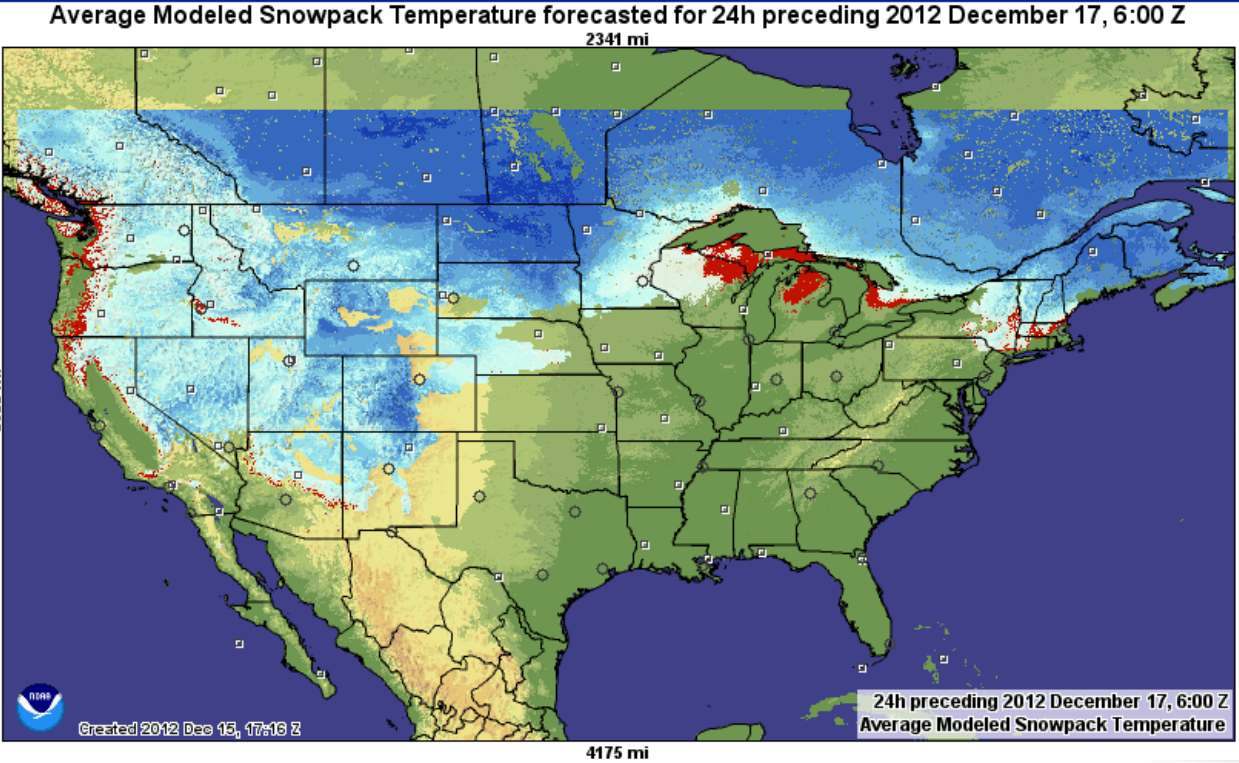 Average Modeled Snowpack Temperature forecasted for 24h preceding 2012 December 17, 6:00 Z
2341 mi
NOAA
Created 2012 Dec 15, 17:16 Z
24h preceding 2012 December 17, 6:00 Z
Average Modeled Snowpack Temperature
4175 mi